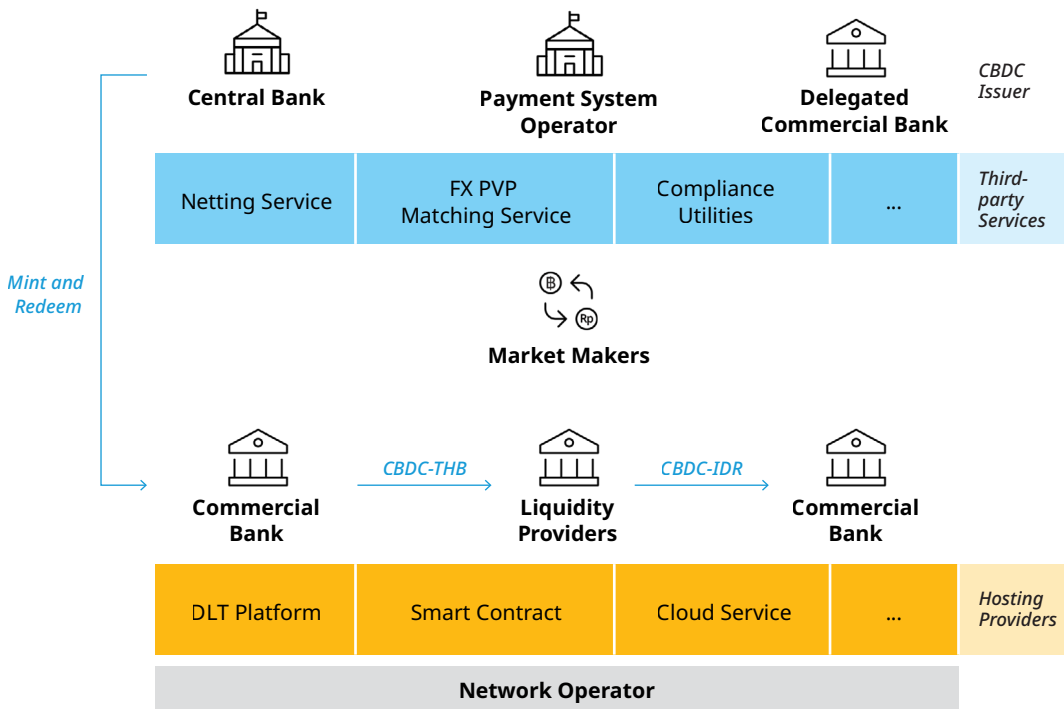 Central Bank
Payment System
Operator
Delegated
Commercial Bank
CBDC
Issuer
Netting Service
FX PVP
Matching Service
Compliance
Utilities
...
Third-
party
Services
Mint and
Redeem
฿
Rp
Market Makers
Commercial
Bank
CBDC-THB
Liquidity
Providers
CBDC-IDR
Commercial
Bank
DLT Platform
Smart Contract
Cloud Service
...
Hosting
Providers
Network Operator